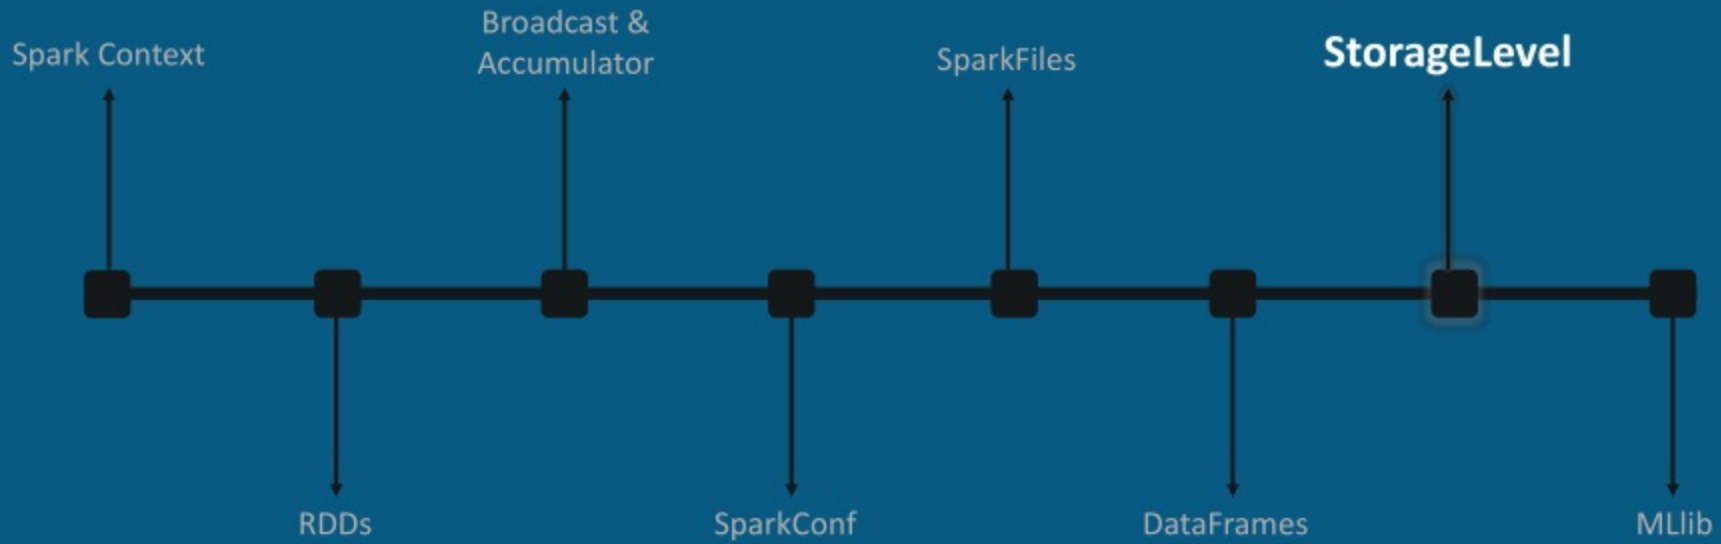 Spark Context
Broadcast &
Accumulator
SparkFiles
StorageLevel
RDDs
SparkConf
DataFrames
MLlib